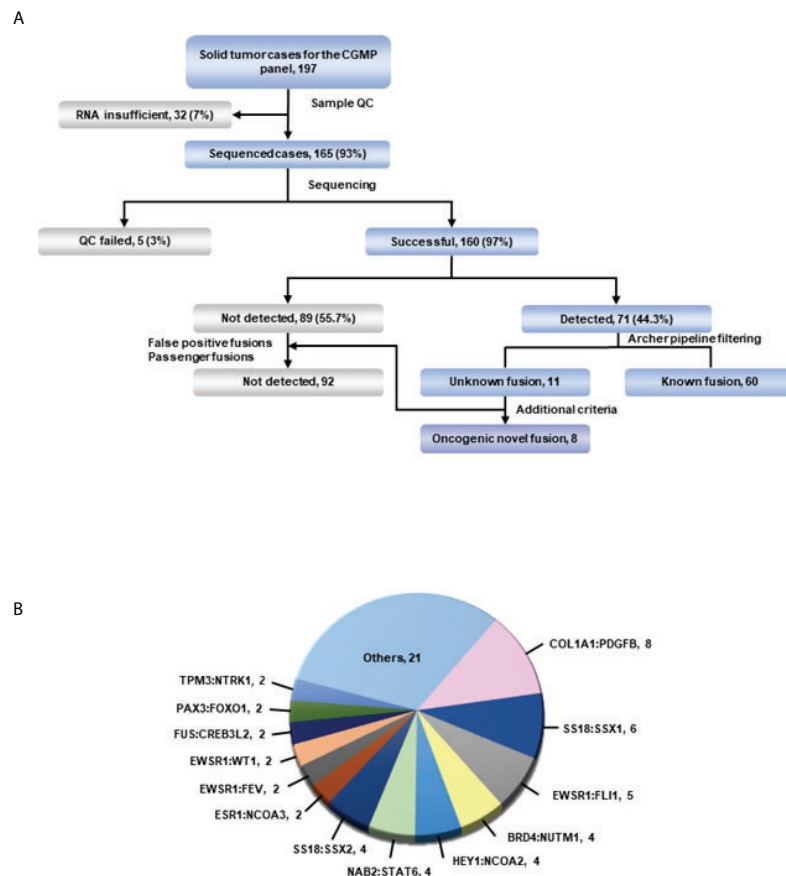 A
Solid tumor cases for the CGMP
panel, 197
Sample QC
RNA insufficient, 32 (7%)
Sequenced cases, 165 (93%)
Sequencing
QC failed, 5 (3%)
Successful, 160 (97%)
Not detected, 89 (55.7%)
Detected, 71 (44.3%)
False positive fusions
Passenger fusions
Archer pipeline filtering
Not detected, 92
Unknown fusion, 11
Known fusion, 60
Additional criteria
Oncogenic novel fusion, 8
B
Others, 21
COL1A1:PDGFB, 8
SS18:SSX1, 6
EWSR1:FLI1, 5
BRD4:NUTM1, 4
HEY1:NCOA2, 4
NAB2:STAT6, 4
SS18:SSX2, 4
ESR1:NCOA3, 2
EWSR1:FEV, 2
EWSR1:WT1, 2
FUS:CREB3L2, 2
PAX3:FOXO1, 2
TPM3:NTRK1, 2